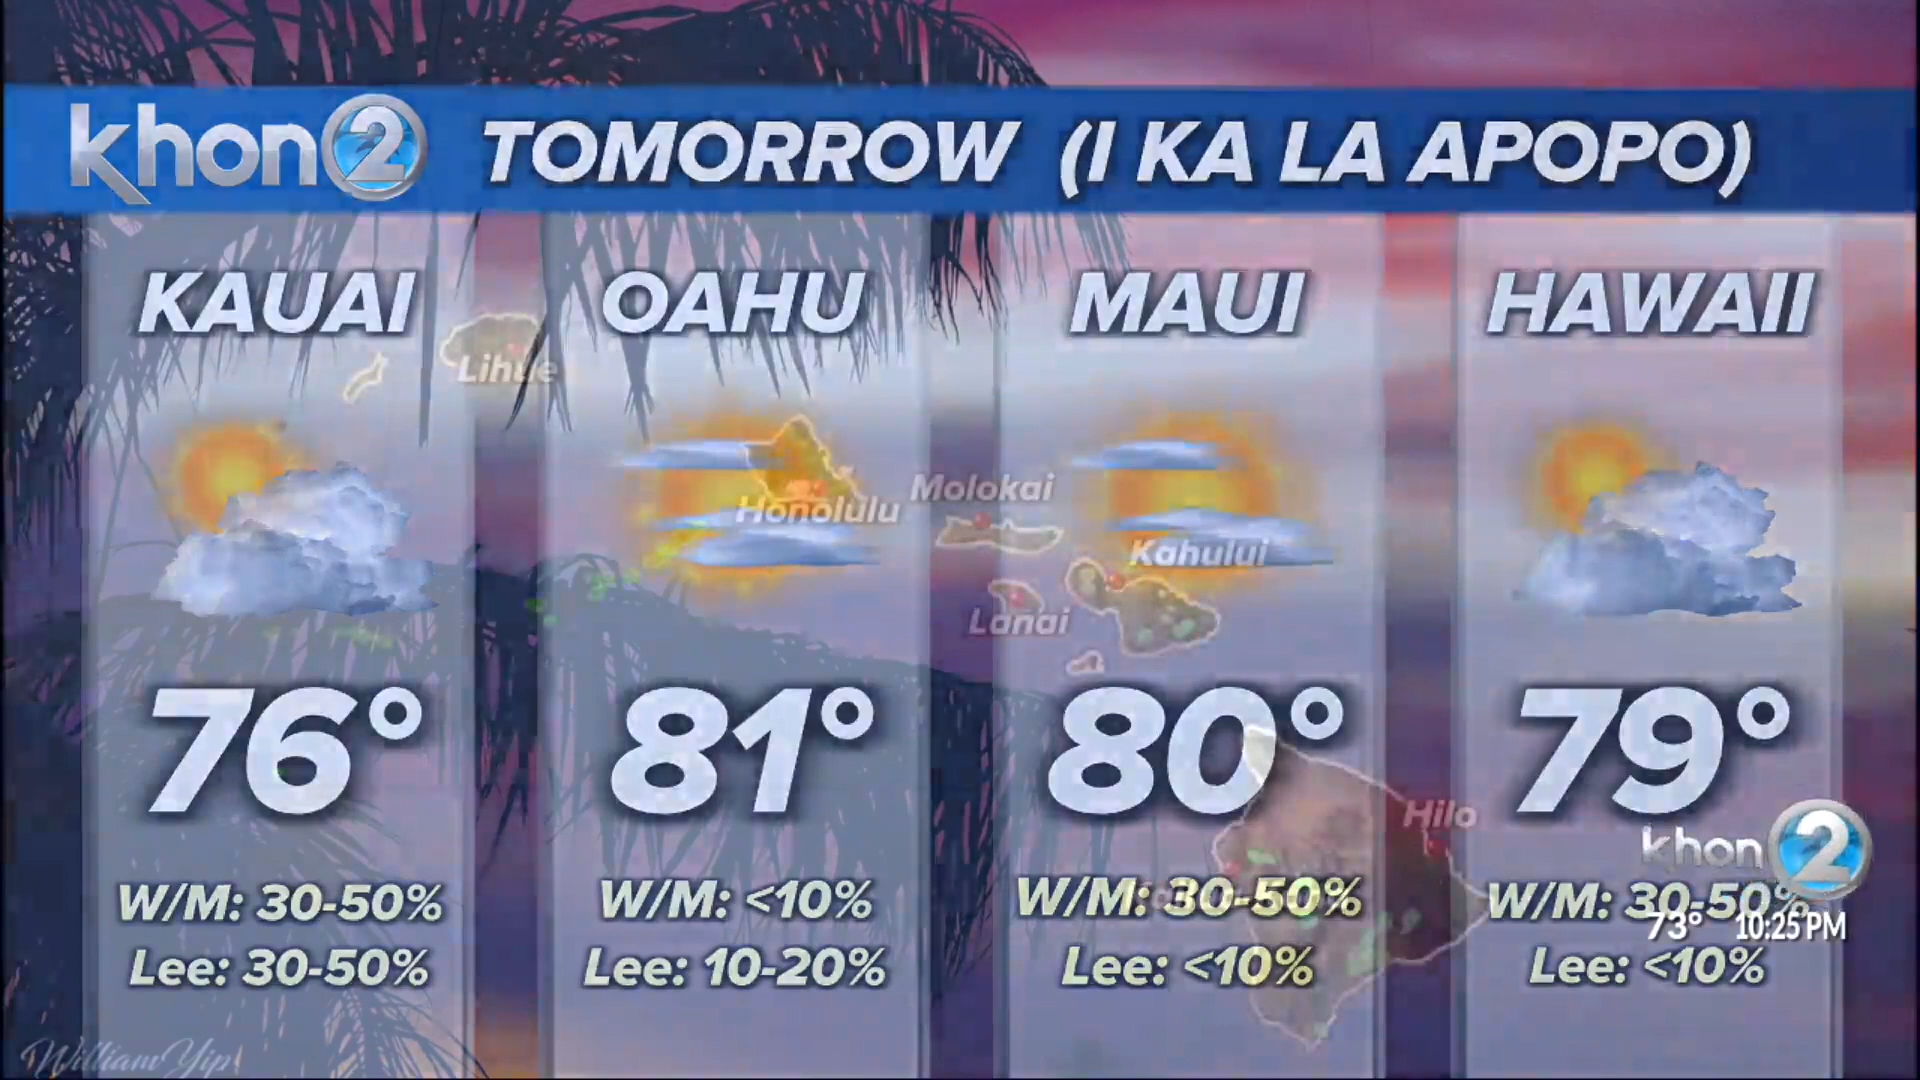 khon2 TOMORROW (I KA LA APOPO)
KAUAI OAHU MAUI HAWAII
Lihue
Molokai
Honolulu
Kahului
Lanai
76° 81° 80° 79°
Hilo
khon2
W/M: 30-50% W/M: <10% W/M: 30-50% W/M: 30-50%
73° 10:25 PM
Lee: 30-50% Lee: 10-20% Lee: <10% Lee: <10%
William Yip